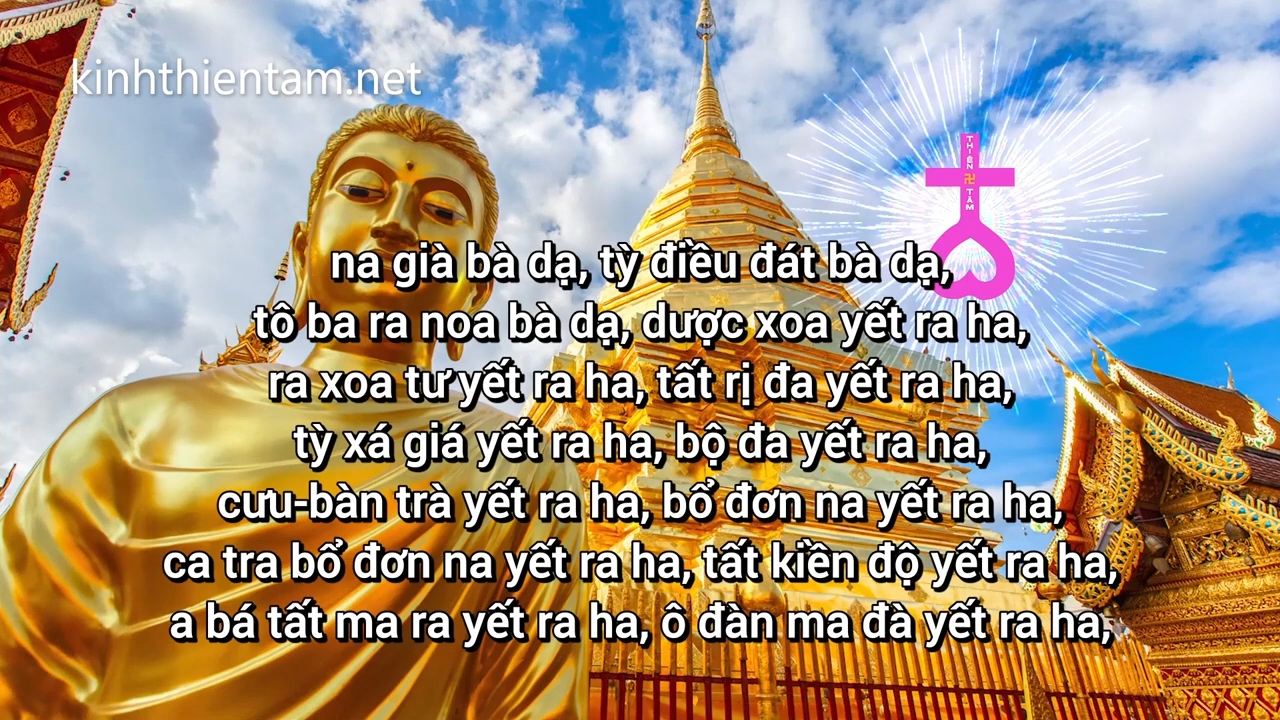 kinhthientam.net
THIÊN
卍
TÂM
na già bà dạ, tỳ điều đát bà dạ,
tô ba ra noa bà dạ, dược xoa yết ra ha,
ra xoa tư yết ra ha, tất rị đa yết ra ha,
tỳ xá giá yết ra ha, bộ đa yết ra ha,
cưu-bàn trà yết ra ha, bổ đơn na yết ra ha,
ca tra bổ đơn na yết ra ha, tất kiền độ yết ra ha,
a bá tất ma ra yết ra ha, ô đàn ma đà yết ra ha,